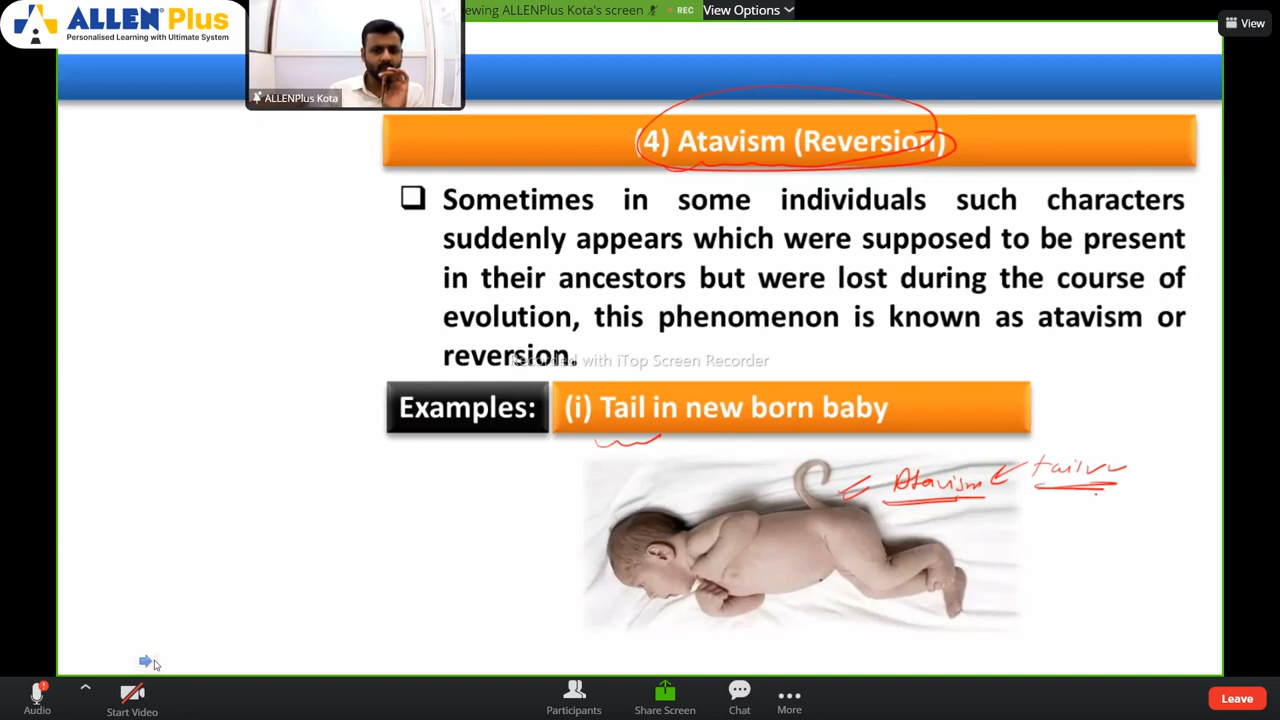 ALLEN Plus
Personalised Learning with Ultimate System
ewing ALLENPlus Kota's screen
REC
View Options
View
ALLENPlus Kota
(4) Atavism (Reversion)
Sometimes in some individuals such characters
suddenly appears which were supposed to be present
in their ancestors but were lost during the course of
evolution, this phenomenon is known as atavism or
reversion.
Recorded with iTop Screen Recorder
Examples:
(i) Tail in new born baby
Atavism
Audio
Start Video
Participants
Share Screen
Chat
More
Leave